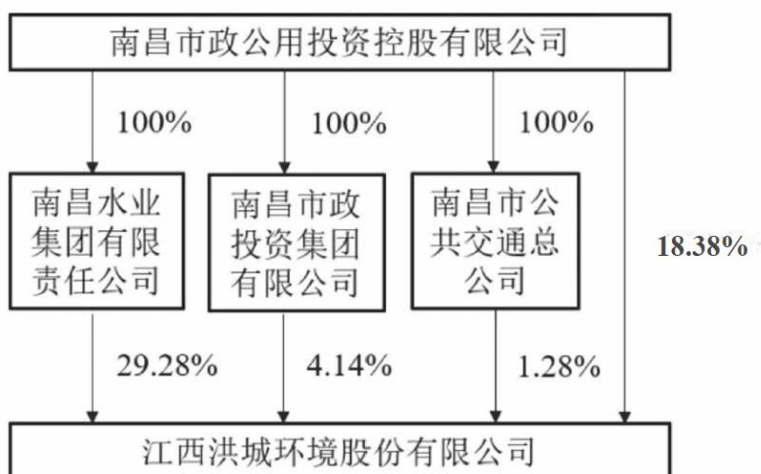 南昌市政公用投资控股有限公司
100%
100%
100%
南昌水业
集团有限
责任公司
南昌市政
投资集团
有限公司
南昌市公
共交通总
公司
18.38%
29.28%
4.14%
1.28%
江西洪城环境股份有限公司